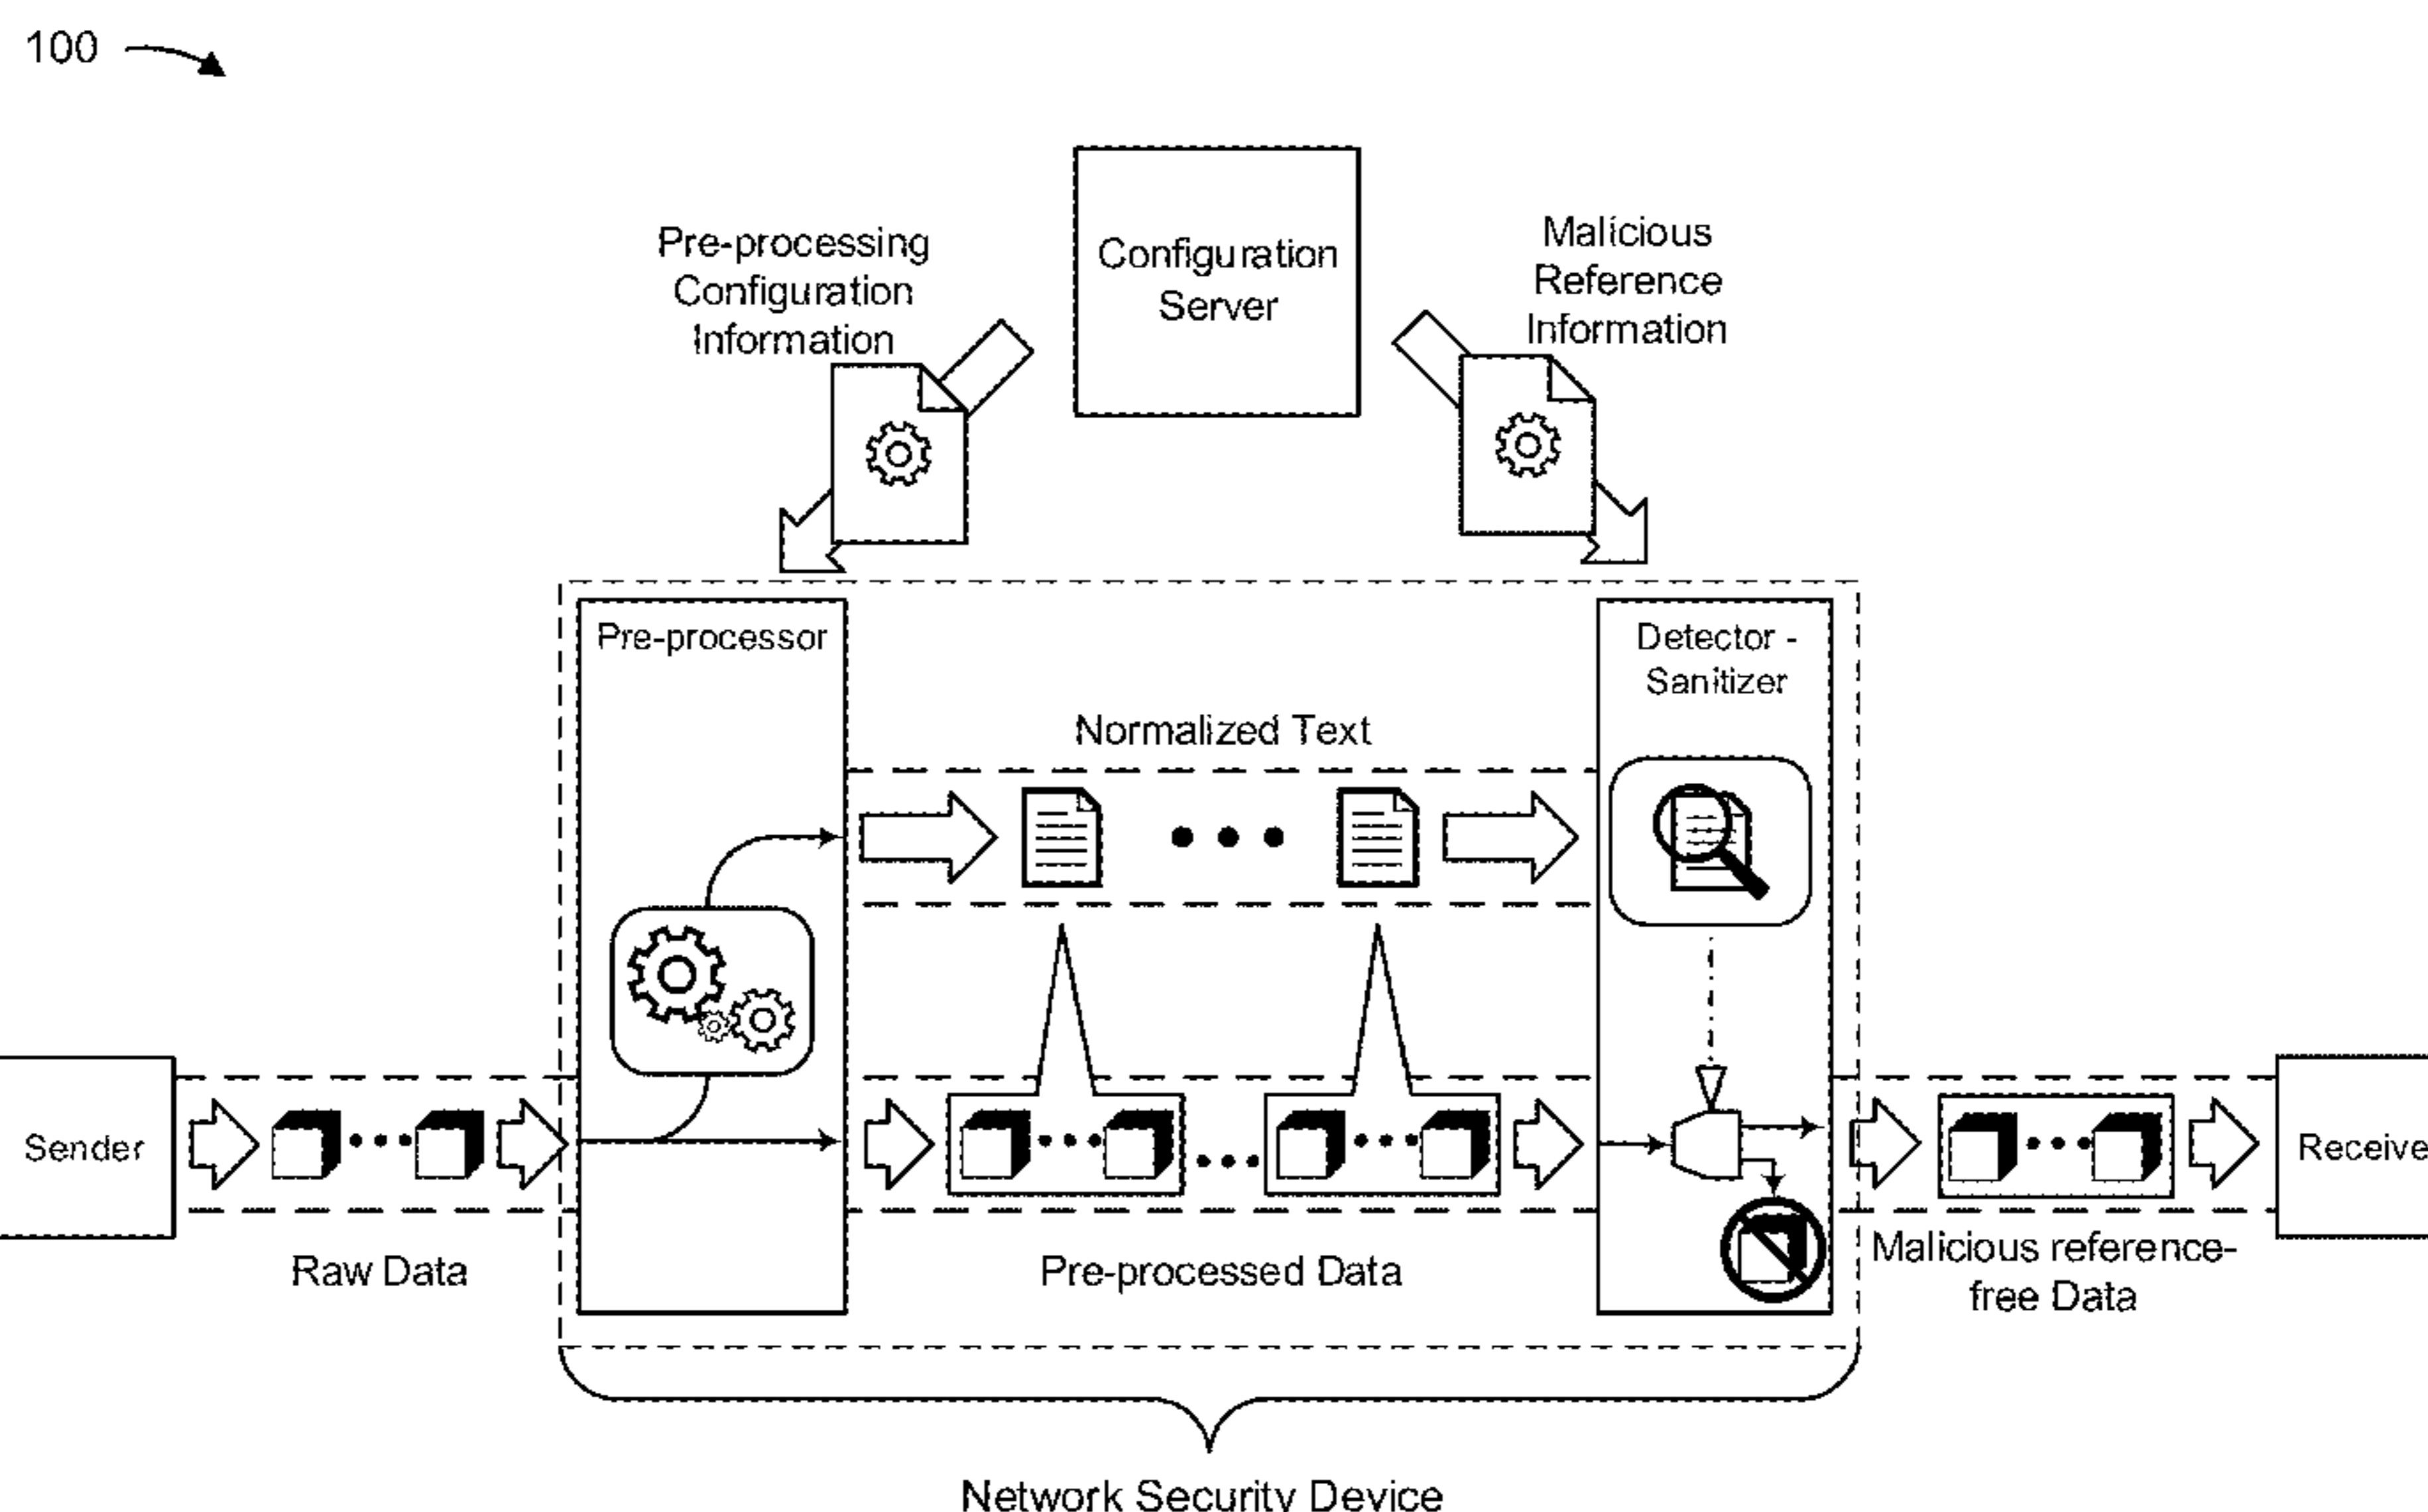 100
Pre-processing
Configuration
Information
Configuration
Server
Malicious
Reference
Information
Pre-processor
Detector -
Sanitizer
Normalized Text
Sender
Receive
Raw Data
Pre-processed Data
Malicious reference-
free Data
Network Security Device